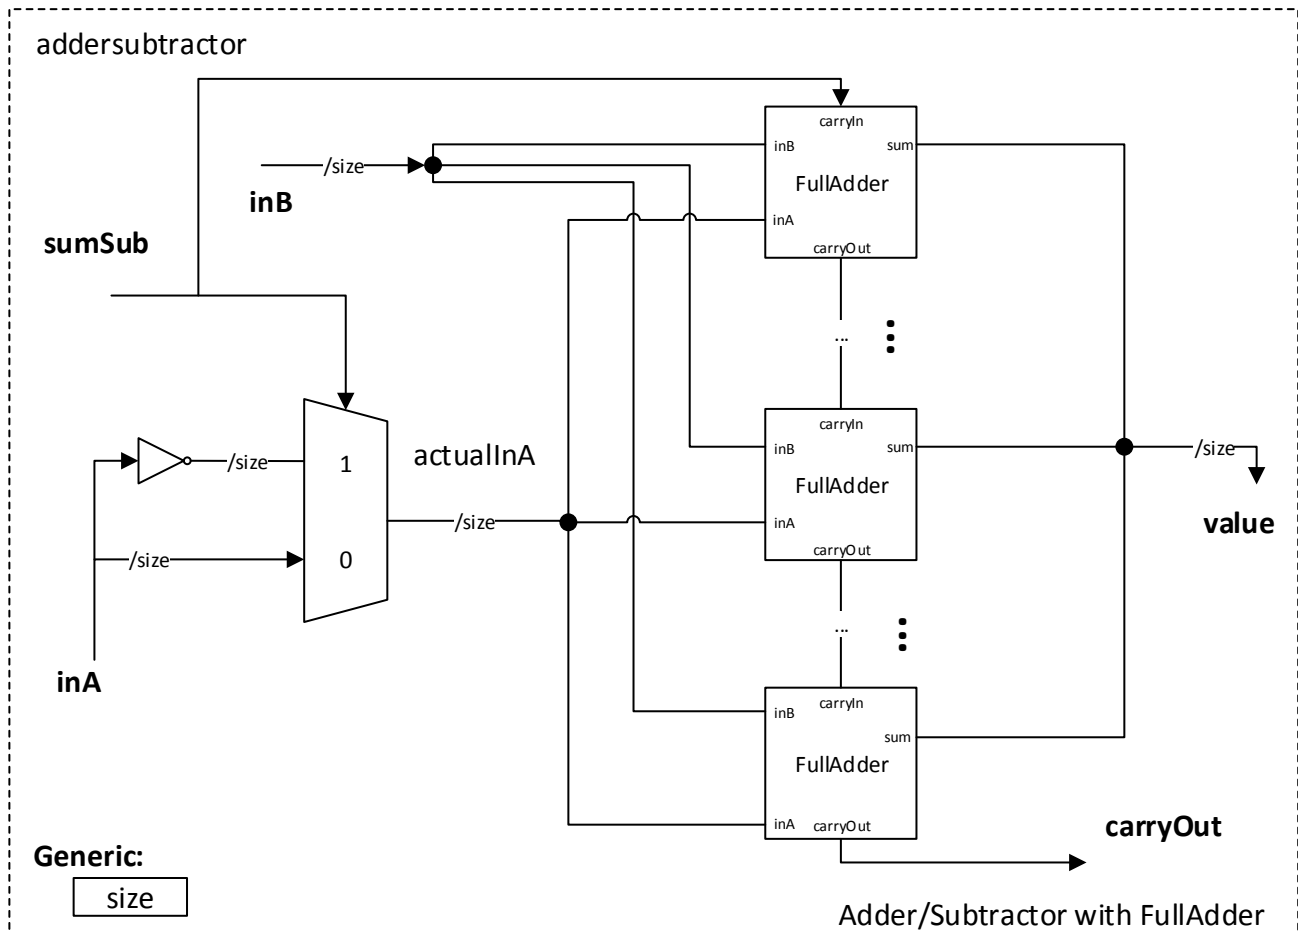 addersubtractor
carryIn
inB
sum
/size
FullAdder
inB
inA
sumSub
carryOut
...
carryIn
inB
sum
actualInA
/size
1
/size
FullAdder
/size
inA
value
/size
0
carryOut
...
inA
carryIn
inB
sum
FullAdder
inA
carryOut
carryOut
Generic:
size
Adder/Subtractor with FullAdder